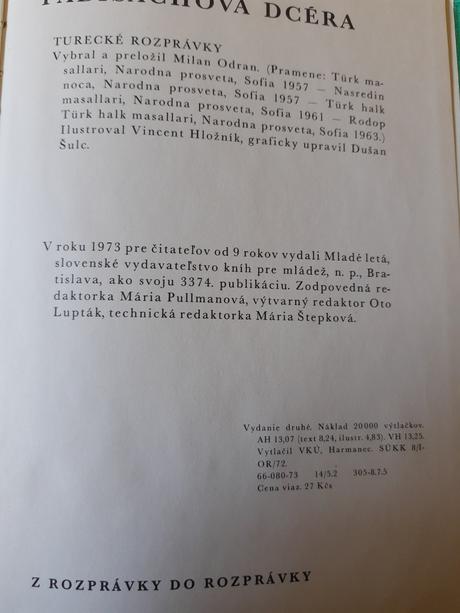 PADIŠACHOVA DCÉRA
TURECKÉ ROZPRÁVKY
Vybral a preložil Milan Odran. (Pramene: Türk ma-
sallari, Narodna prosveta, Sofia 1957 — Nasredin
noca, Narodna prosveta, Sofia 1957 — Türk halk
masallari, Narodna prosveta, Sofia 1961 — Rodop
Türk halk masallari, Narodna prosveta, Sofia 1963.)
Ilustroval Vincent Hložník, graficky upravil Dušan
Šulc.
V roku 1973 pre čitateľov od 9 rokov vydali Mladé letá,
slovenské vydavateľstvo kníh pre mládež, n. p., Bra-
tislava, ako svoju 3374. publikáciu. Zodpovedná re-
daktorka Mária Pullmanová, výtvarný redaktor Oto
Lupták, technická redaktorka Mária Štepková.
Vydanie druhé. Náklad 20 000 výtlačkov.
AH 13,07 (text 8,24, ilustr. 4,83). VH 13,25.
Vytlačil VKÚ, Harmanec. SÚKK 8/I-
OR/72.
66-080-73 14/5.2 305-8.7.5
Cena viaz. 27 Kčs
Z ROZPRÁVKY DO ROZPRÁVKY